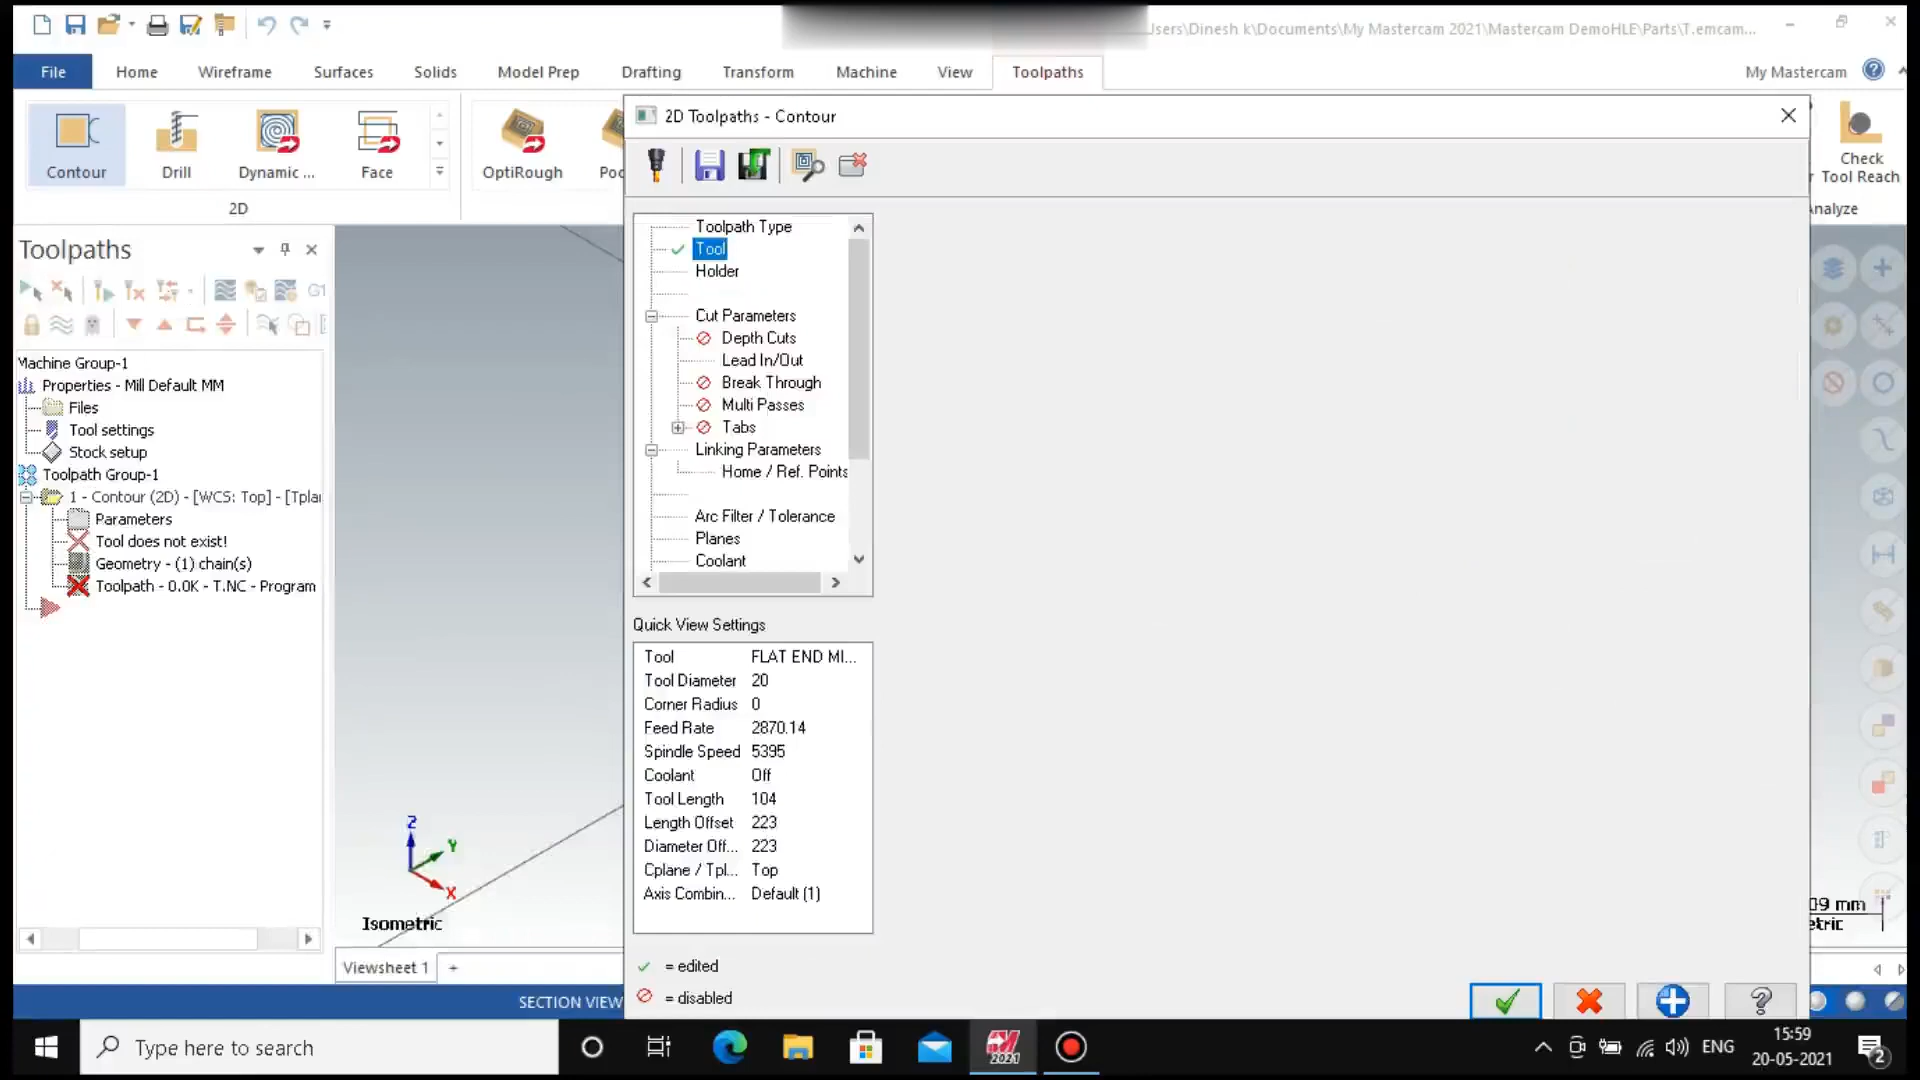 Users\Dinesh k\Documents\My Mastercam 2021\Mastercam DemoHLE\Parts\T.emcam...
File
Home
Wireframe
Surfaces
Solids
Model Prep
Drafting
Transform
Machine
View
Toolpaths
My Mastercam
Contour
Drill
Dynamic ...
Face
OptiRough
Poc
2D
Check
r Tool Reach
Analyze
2D Toolpaths - Contour
Toolpaths
G1
Machine Group-1
Properties - Mill Default MM
Files
Tool settings
Stock setup
Toolpath Group-1
1 - Contour (2D) - [WCS: Top] - [Tplai
Parameters
Tool does not exist!
Geometry - (1) chain(s)
Toolpath - 0.0K - T.NC - Program
Toolpath Type
Tool
Holder
Cut Parameters
Depth Cuts
Lead In/Out
Break Through
Multi Passes
Tabs
Linking Parameters
Home / Ref. Points
Arc Filter / Tolerance
Planes
Coolant
Quick View Settings
Tool FLAT END MI...
Tool Diameter 20
Corner Radius 0
Feed Rate 2870.14
Spindle Speed 5395
Coolant Off
Tool Length 104
Length Offset 223
Diameter Off... 223
Cplane / Tpl... Top
Axis Combin... Default (1)
= edited
= disabled
Z
Y
X
Isometric
09 mm
etric
Viewsheet 1
+
SECTION VIEW
Type here to search
2021
ENG
15:59
20-05-2021
2